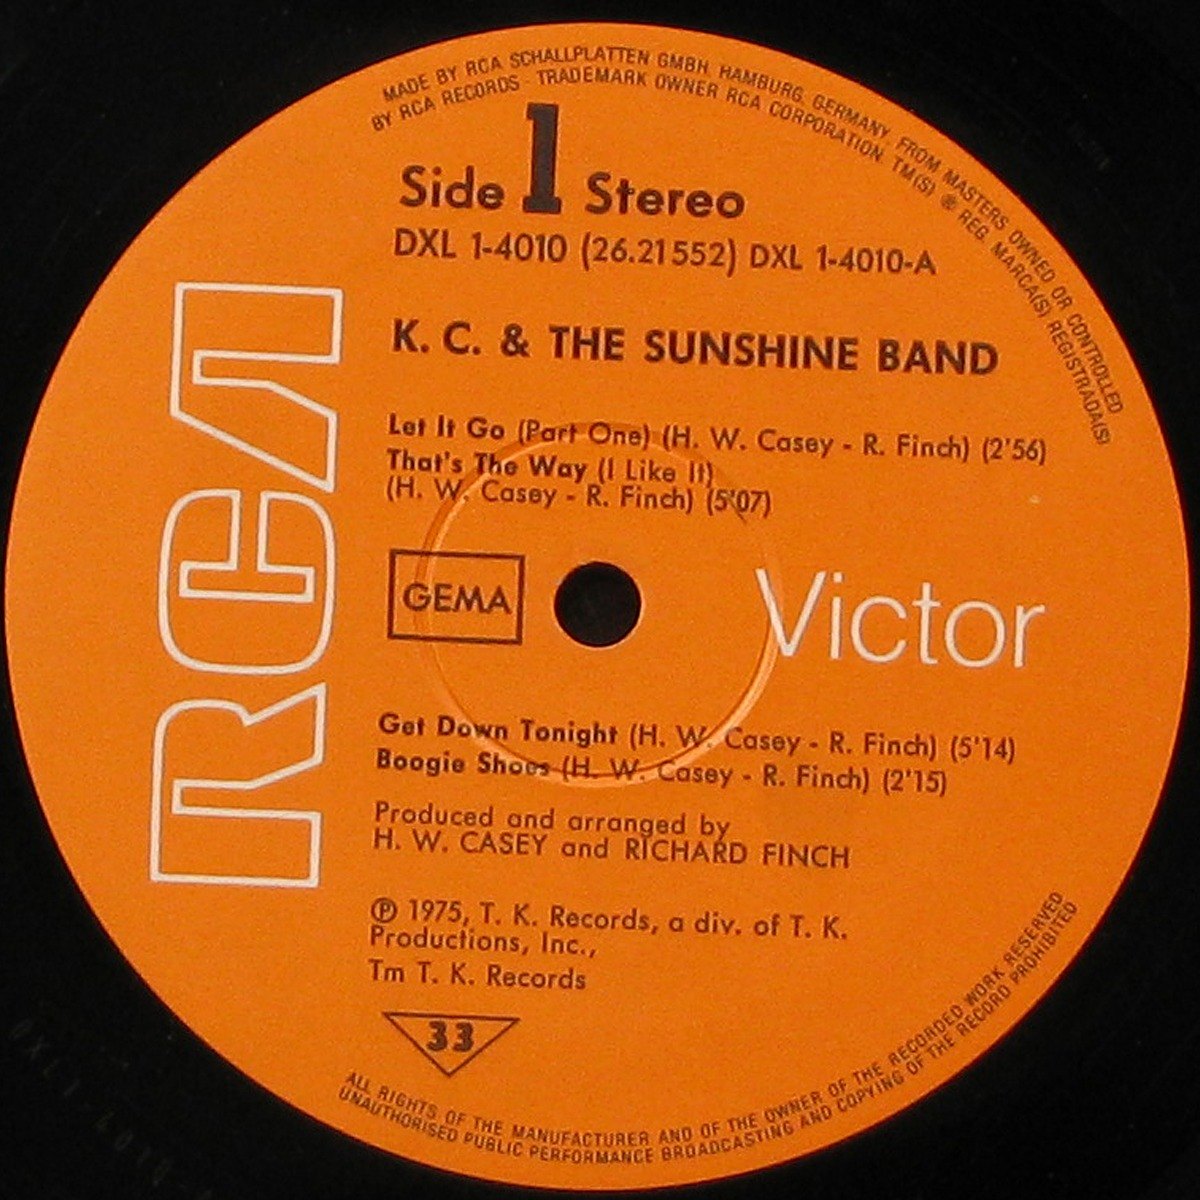 MADE BY RCA SCHALLPLATTEN GMBH, HAMBURG, GERMANY FROM MASTERS OWNED OR CONTROLLED
BY RCA RECORDS · TRADEMARK OWNER RCA CORPORATION. TM(S) ® REG. MARCA(S) REGISTRADA(S)
Side 1 Stereo
DXL 1-4010 (26.21552) DXL 1-4010-A
K. C. & THE SUNSHINE BAND
Let It Go (Part One) (H. W. Casey - R. Finch) (2'56)
That's The Way (I Like It)
(H. W. Casey - R. Finch) (5'07)
RCA
GEMA
Victor
Get Down Tonight (H. W. Casey - R. Finch) (5'14)
Boogie Shoes (H. W. Casey - R. Finch) (2'15)
Produced and arranged by
H. W. CASEY and RICHARD FINCH
℗ 1975, T. K. Records, a div. of T. K.
Productions, Inc.,
Tm T. K. Records
33
ALL RIGHTS OF THE MANUFACTURER AND OF THE OWNER OF THE RECORDED WORK RESERVED
UNAUTHORISED PUBLIC PERFORMANCE BROADCASTING AND COPYING OF THE RECORD PROHIBITED